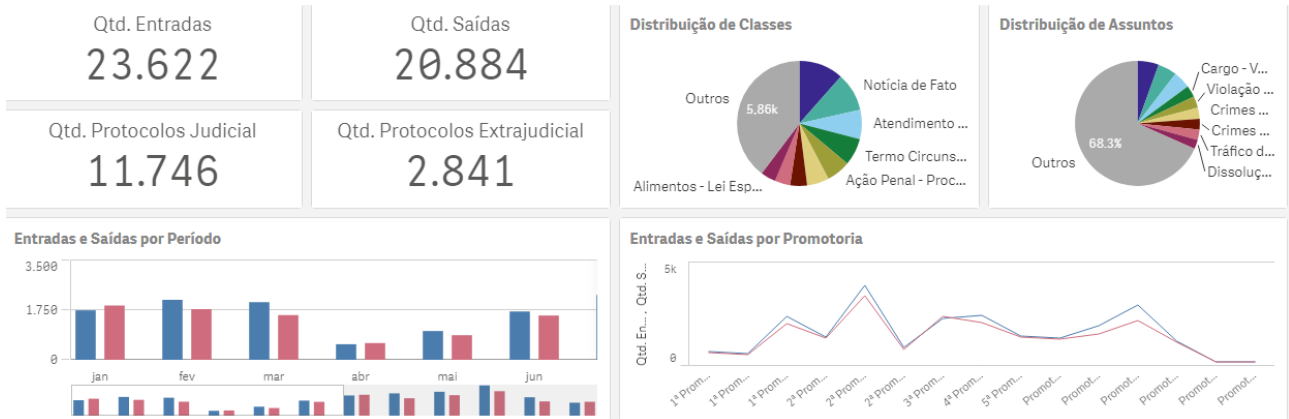 Qtd. Entradas
23.622
Qtd. Saídas
20.884
Qtd. Protocolos Judicial
11.746
Qtd. Protocolos Extrajudicial
2.841
Distribuição de Classes
Outros
5,86k
Notícia de Fato
Atendimento ...
Termo Circuns...
Ação Penal - Proc...
Alimentos - Lei Esp...
Distribuição de Assuntos
Outros
68.3%
Cargo - V...
Violação ...
Crimes ...
Crimes ...
Tráfico d...
Dissoluç...
Entradas e Saídas por Período
3.500
1.750
0
jan
fev
mar
abr
mai
jun
Entradas e Saídas por Promotoria
Qtd. En... , Qtd. S...
5k
0
1ª Prom...
1ª Prom...
1ª Prom...
2ª Prom...
2ª Prom...
2ª Prom...
3ª Prom...
4ª Prom...
5ª Prom...
Promot...
Promot...
Promot...
Promot...
Promot...
Promot...